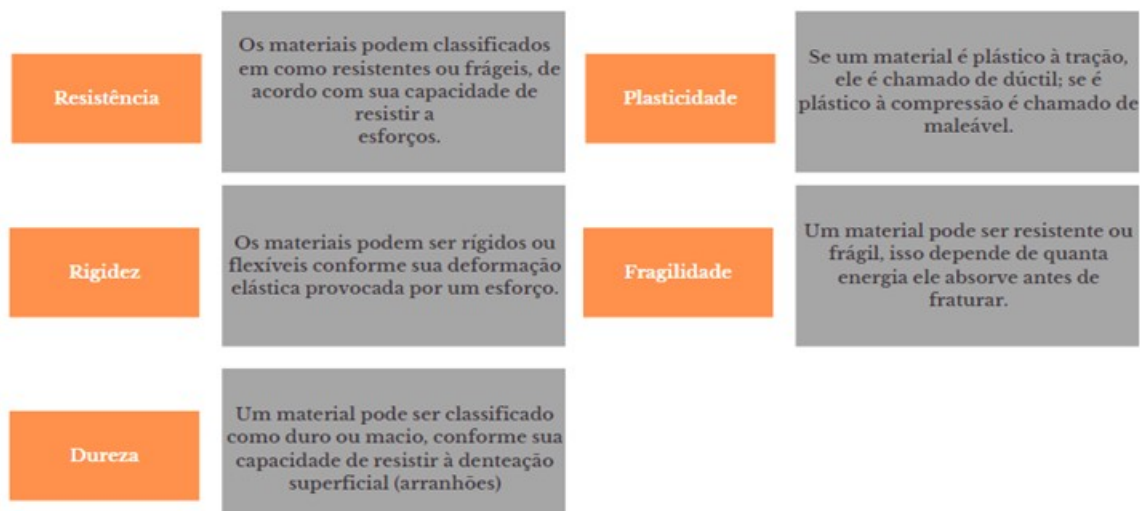 Resistência
Os materiais podem classificados
em como resistentes ou frágeis, de
acordo com sua capacidade de
resistir a
esforços.
Plasticidade
Se um material é plástico à tração,
ele é chamado de dúctil; se é
plástico à compressão é chamado de
maleável.
Rigidez
Os materiais podem ser rígidos ou
flexíveis conforme sua deformação
elástica provocada por um esforço.
Fragilidade
Um material pode ser resistente ou
frágil, isso depende de quanta
energia ele absorve antes de
fraturar.
Dureza
Um material pode ser classificado
como duro ou macio, conforme sua
capacidade de resistir à denteação
superficial (arranhões)